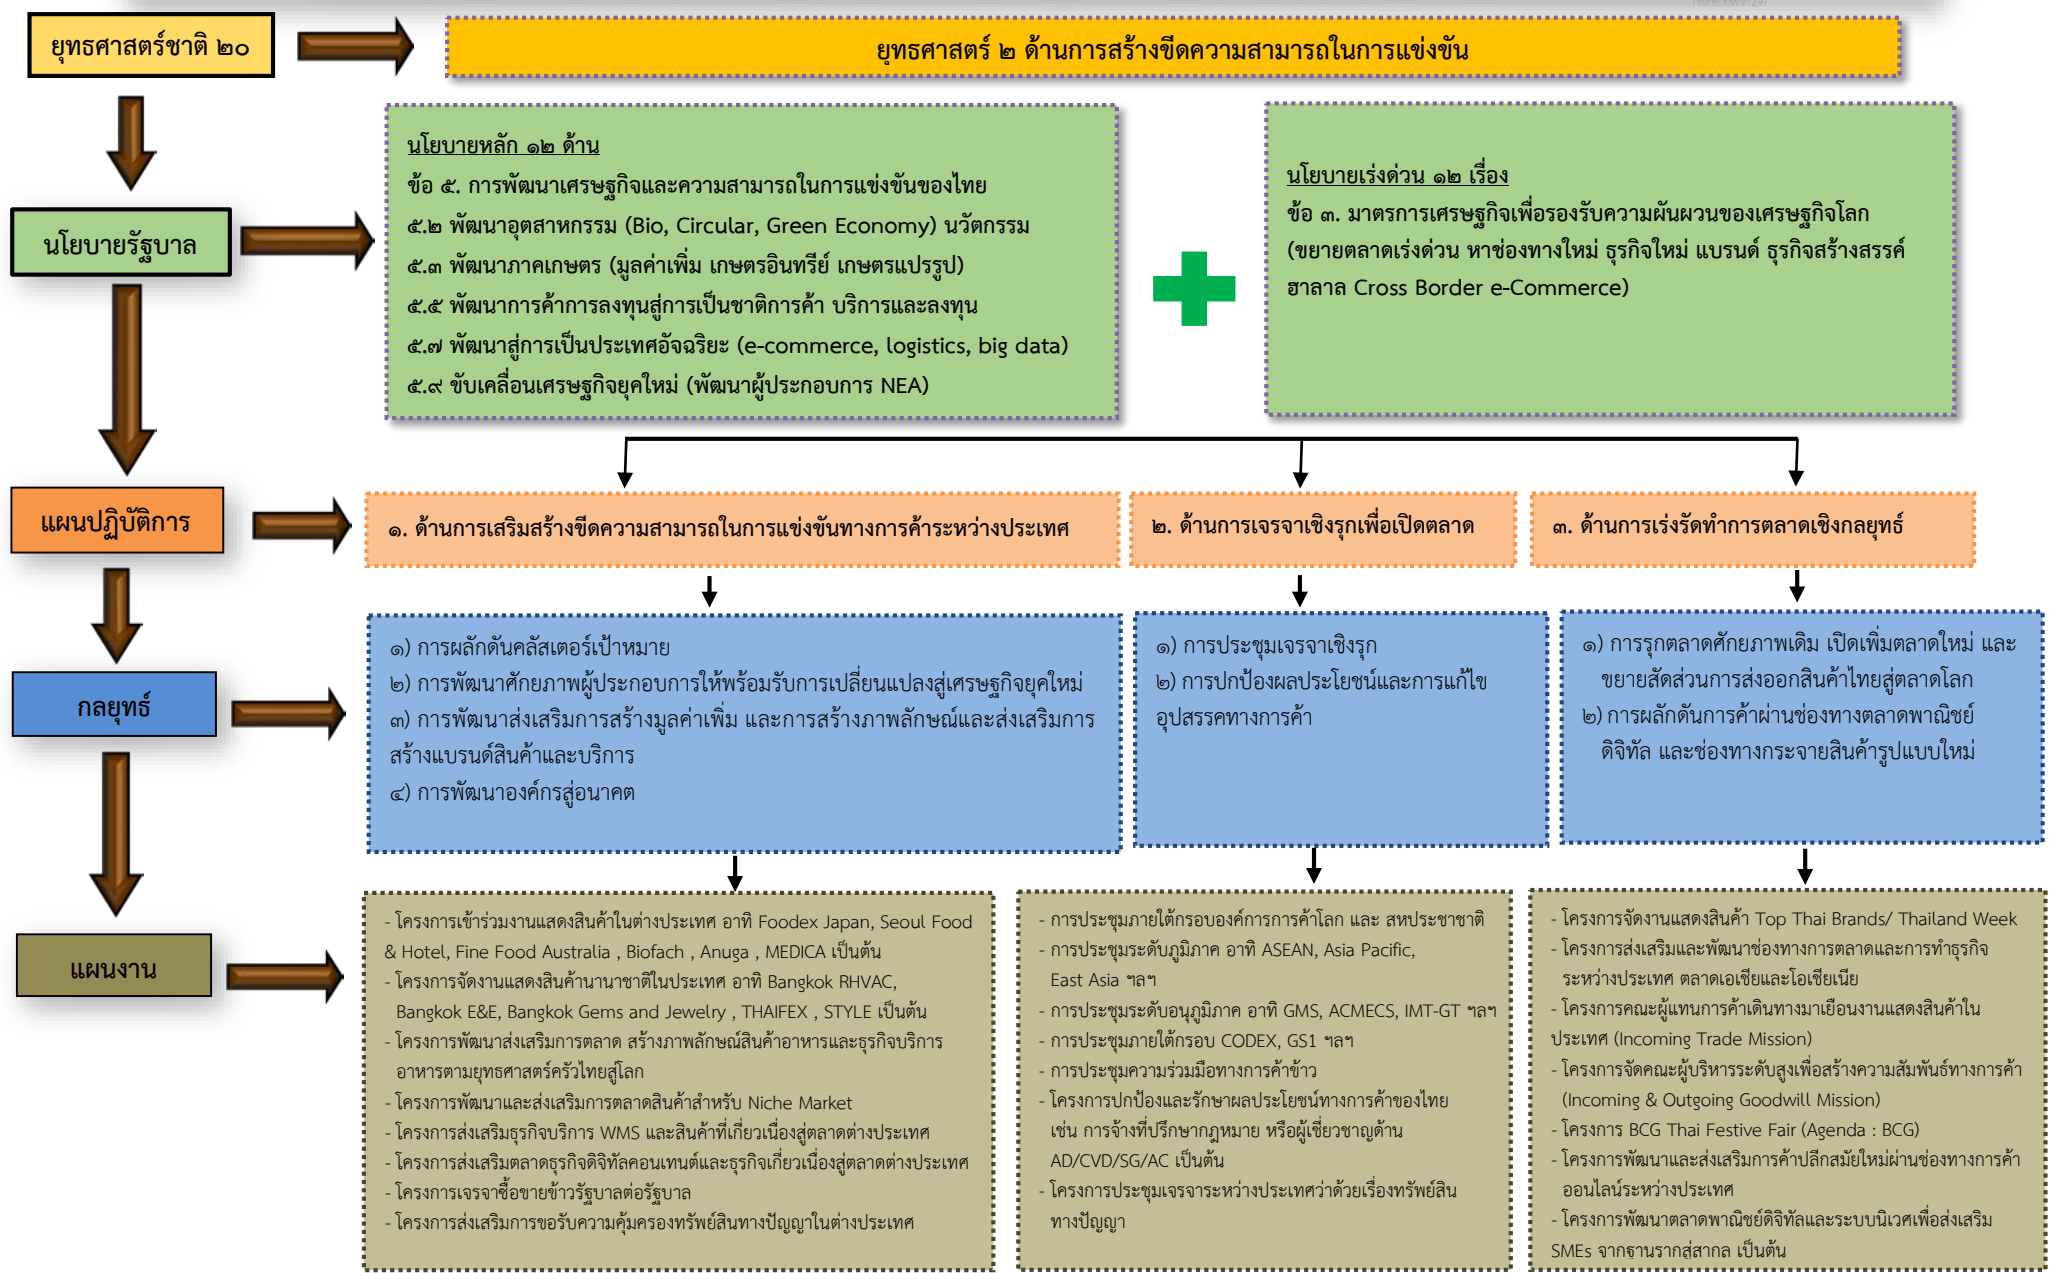 ยุทธศาสตร์ชาติ ๒๐
ยุทธศาสตร์ ๒ ด้านการสร้างขีดความสามารถในการแข่งขัน
นโยบายรัฐบาล
นโยบายหลัก ๑๒ ด้าน
ข้อ ๕. การพัฒนาเศรษฐกิจและความสามารถในการแข่งขันของไทย
๕.๒ พัฒนาอุตสาหกรรม (Bio, Circular, Green Economy) นวัตกรรม
๕.๓ พัฒนาภาคเกษตร (มูลค่าเพิ่ม เกษตรอินทรีย์ เกษตรแปรรูป)
๕.๕ พัฒนาการค้าการลงทุนสู่การเป็นชาติการค้า บริการและลงทุน
๕.๗ พัฒนาสู่การเป็นประเทศอัจฉริยะ (e-commerce, logistics, big data)
๕.๙ ขับเคลื่อนเศรษฐกิจยุคใหม่ (พัฒนาผู้ประกอบการ NEA)
นโยบายเร่งด่วน ๑๒ เรื่อง
ข้อ ๓. มาตรการเศรษฐกิจเพื่อรองรับความผันผวนของเศรษฐกิจโลก
(ขยายตลาดเร่งด่วน หาช่องทางใหม่ ธุรกิจใหม่ แบรนด์ ธุรกิจสร้างสรรค์
ฮาลาล Cross Border e-Commerce)
แผนปฏิบัติการ
๑. ด้านการเสริมสร้างขีดความสามารถในการแข่งขันทางการค้าระหว่างประเทศ
๒. ด้านการเจรจาเชิงรุกเพื่อเปิดตลาด
๓. ด้านการเร่งรัดทำการตลาดเชิงกลยุทธ์
กลยุทธ์
๑) การผลักดันคลัสเตอร์เป้าหมาย
๒) การพัฒนาศักยภาพผู้ประกอบการให้พร้อมรับการเปลี่ยนแปลงสู่เศรษฐกิจยุคใหม่
๓) การพัฒนาส่งเสริมการสร้างมูลค่าเพิ่ม และการสร้างภาพลักษณ์และส่งเสริมการ
สร้างแบรนด์สินค้าและบริการ
๔) การพัฒนาองค์กรสู่อนาคต
๑) การประชุมเจรจาเชิงรุก
๒) การปกป้องผลประโยชน์และการแก้ไข
อุปสรรคทางการค้า
๑) การรุกตลาดศักยภาพเดิม เปิดเพิ่มตลาดใหม่ และ
ขยายสัดส่วนการส่งออกสินค้าไทยสู่ตลาดโลก
๒) การผลักดันการค้าผ่านช่องทางตลาดพาณิชย์
ดิจิทัล และช่องทางกระจายสินค้ารูปแบบใหม่
แผนงาน
- โครงการเข้าร่วมงานแสดงสินค้าในต่างประเทศ อาทิ Foodex Japan, Seoul Food
& Hotel, Fine Food Australia , Biofach , Anuga , MEDICA เป็นต้น
- โครงการจัดงานแสดงสินค้านานาชาติในประเทศ อาทิ Bangkok RHVAC,
Bangkok E&E, Bangkok Gems and Jewelry , THAIFEX , STYLE เป็นต้น
- โครงการพัฒนาส่งเสริมการตลาด สร้างภาพลักษณ์สินค้าอาหารและธุรกิจบริการ
อาหารตามยุทธศาสตร์ครัวไทยสู่โลก
- โครงการพัฒนาและส่งเสริมการตลาดสินค้าสำหรับ Niche Market
- โครงการส่งเสริมธุรกิจบริการ WMS และสินค้าที่เกี่ยวเนื่องสู่ตลาดต่างประเทศ
- โครงการส่งเสริมตลาดธุรกิจดิจิทัลคอนเทนต์และธุรกิจเกี่ยวเนื่องสู่ตลาดต่างประเทศ
- โครงการเจรจาซื้อขายข้าวรัฐบาลต่อรัฐบาล
- โครงการส่งเสริมการขอรับความคุ้มครองทรัพย์สินทางปัญญาในต่างประเทศ
- การประชุมภายใต้กรอบองค์การการค้าโลก และ สหประชาชาติ
- การประชุมระดับภูมิภาค อาทิ ASEAN, Asia Pacific,
East Asia ฯลฯ
- การประชุมระดับอนุภูมิภาค อาทิ GMS, ACMECS, IMT-GT ฯลฯ
- การประชุมภายใต้กรอบ CODEX, GS1 ฯลฯ
- การประชุมความร่วมมือทางการค้าข้าว
- โครงการปกป้องและรักษาผลประโยชน์ทางการค้าของไทย
เช่น การจ้างที่ปรึกษากฎหมาย หรือผู้เชี่ยวชาญด้าน
AD/CVD/SG/AC เป็นต้น
- โครงการประชุมเจรจาระหว่างประเทศว่าด้วยเรื่องทรัพย์สิน
ทางปัญญา
- โครงการจัดงานแสดงสินค้า Top Thai Brands/ Thailand Week
- โครงการส่งเสริมและพัฒนาช่องทางการตลาดและการทำธุรกิจ
ระหว่างประเทศ ตลาดเอเชียและโอเชียเนีย
- โครงการคณะผู้แทนการค้าเดินทางมาเยือนงานแสดงสินค้าใน
ประเทศ (Incoming Trade Mission)
- โครงการจัดคณะผู้บริหารระดับสูงเพื่อสร้างความสัมพันธ์ทางการค้า
(Incoming & Outgoing Goodwill Mission)
- โครงการ BCG Thai Festive Fair (Agenda : BCG)
- โครงการพัฒนาและส่งเสริมการค้าปลีกสมัยใหม่ผ่านช่องทางการค้า
ออนไลน์ระหว่างประเทศ
- โครงการพัฒนาตลาดพาณิชย์ดิจิทัลและระบบนิเวศเพื่อส่งเสริม
SMEs จากฐานรากสู่สากล เป็นต้น